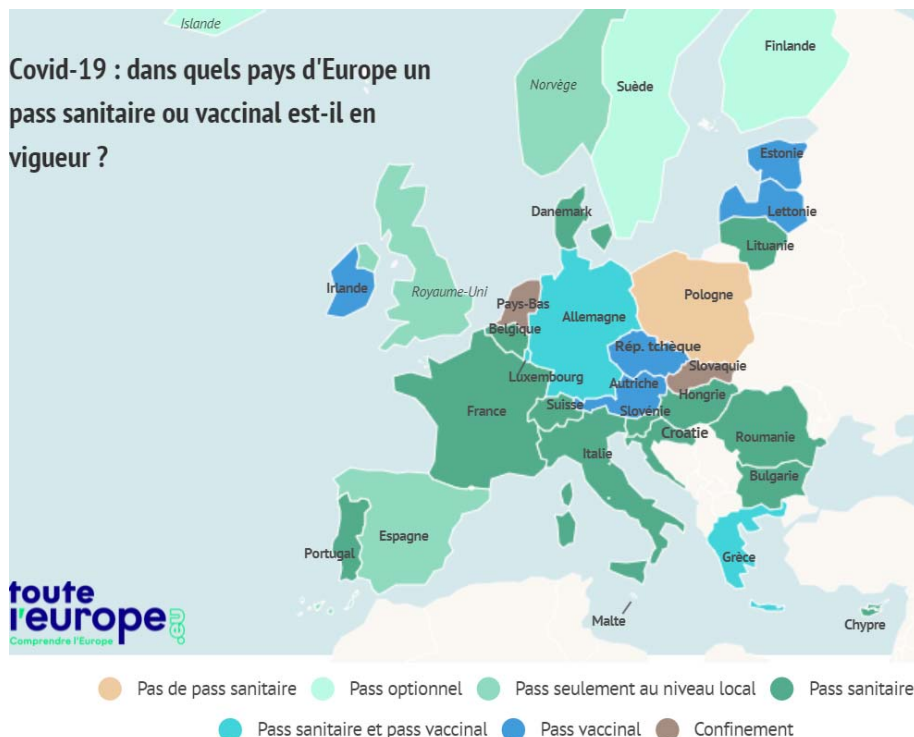 Islande
Covid-19 : dans quels pays d'Europe un
pass sanitaire ou vaccinal est-il en
vigueur ?
Finlande
Norvège
Suède
Estonie
Lettonie
Danemark
Lituanie
Irlande
Royaume-Uni
Pays-Bas
Pologne
Allemagne
Belgique
Rép. tchèque
Slovaquie
Luxembourg
Autriche
Hongrie
France
Suisse
Slovénie
Croatie
Roumanie
Italie
Bulgarie
Espagne
Portugal
Grèce
toute
l'europe .eu
Comprendre l'Europe
Malte
Chypre
Pas de pass sanitaire
Pass optionnel
Pass seulement au niveau local
Pass sanitaire
Pass sanitaire et pass vaccinal
Pass vaccinal
Confinement